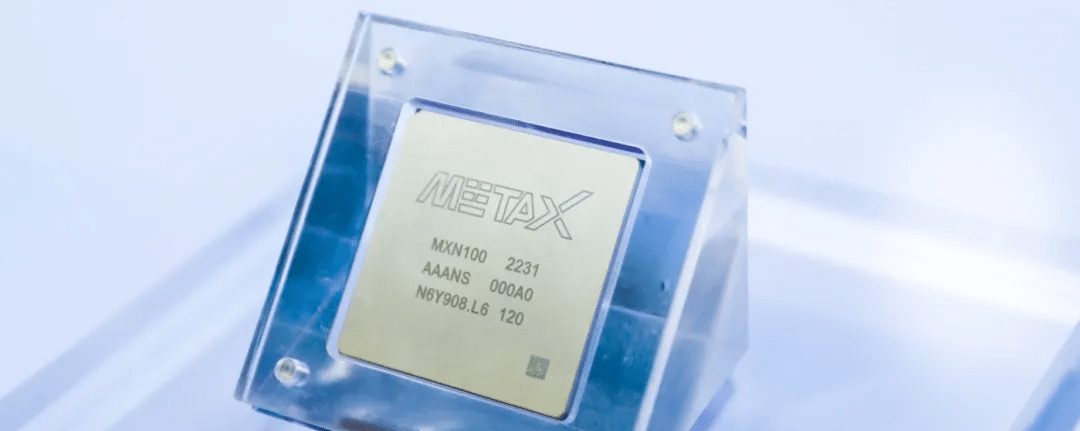 METAX
MXN100 2231
AAANS 000A0
N6Y908.L6 120